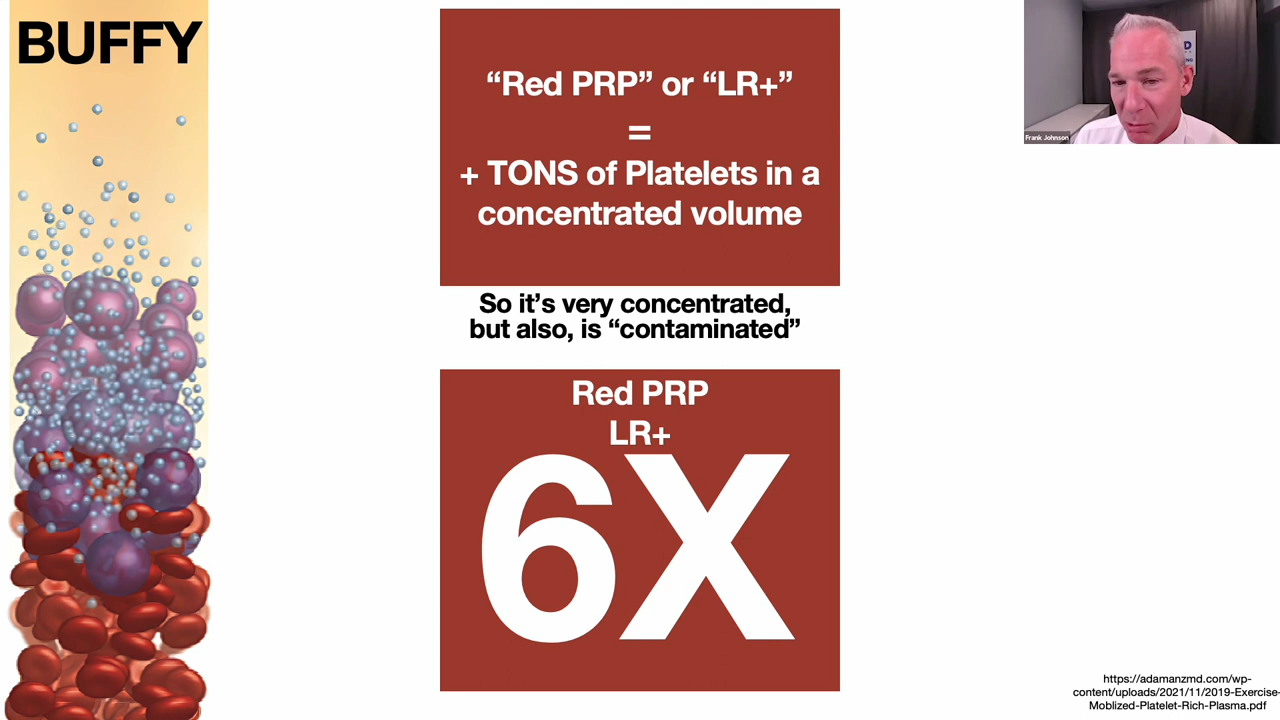 BUFFY
“Red PRP” or “LR+”
=
+ TONS of Platelets in a
concentrated volume
So it’s very concentrated,
but also, is “contaminated”
Red PRP
LR+
6X
Frank Johnson
https://adamanzmd.com/wp-
content/uploads/2021/11/2019-Exercise-
Moblized-Platelet-Rich-Plasma.pdf